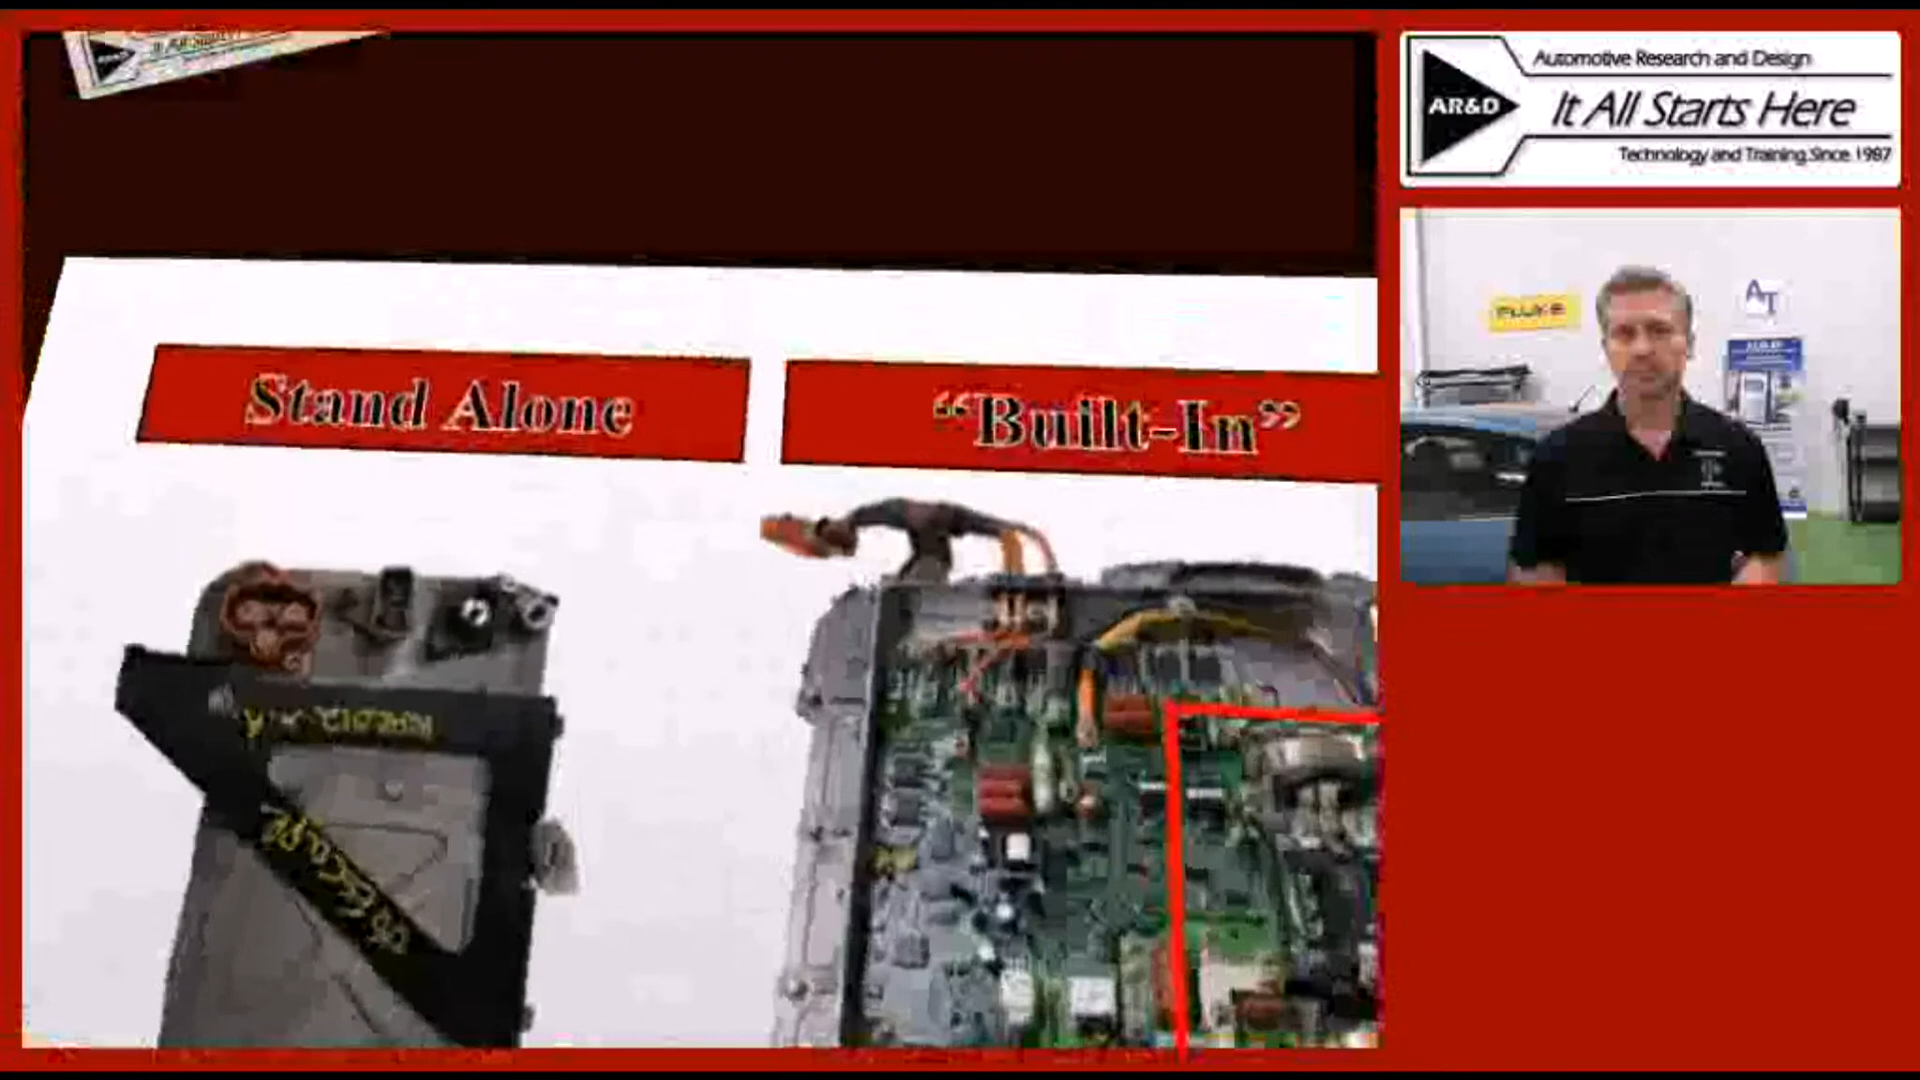 Stand Alone
“Built-In”
Automotive Research and Design
AR&D
It All Starts Here
Technology and Training Since 1987
FLUKE
AT